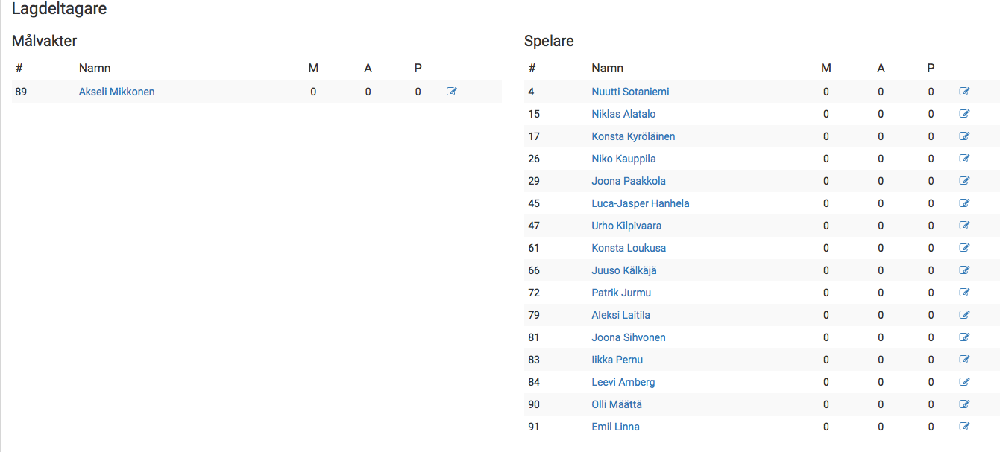 Lagdeltagare
Målvakter
# Namn M A P
89 Akseli Mikkonen 0 0 0
Spelare
# Namn M A P
4 Nuutti Sotaniemi 0 0 0
15 Niklas Alatalo 0 0 0
17 Konsta Kyröläinen 0 0 0
26 Niko Kauppila 0 0 0
29 Joona Paakkola 0 0 0
45 Luca-Jasper Hanhela 0 0 0
47 Urho Kilpivaara 0 0 0
61 Konsta Loukusa 0 0 0
66 Juuso Kälkäjä 0 0 0
72 Patrik Jurmu 0 0 0
79 Aleksi Laitila 0 0 0
81 Joona Sihvonen 0 0 0
83 Iikka Pernu 0 0 0
84 Leevi Arnberg 0 0 0
90 Olli Määttä 0 0 0
91 Emil Linna 0 0 0